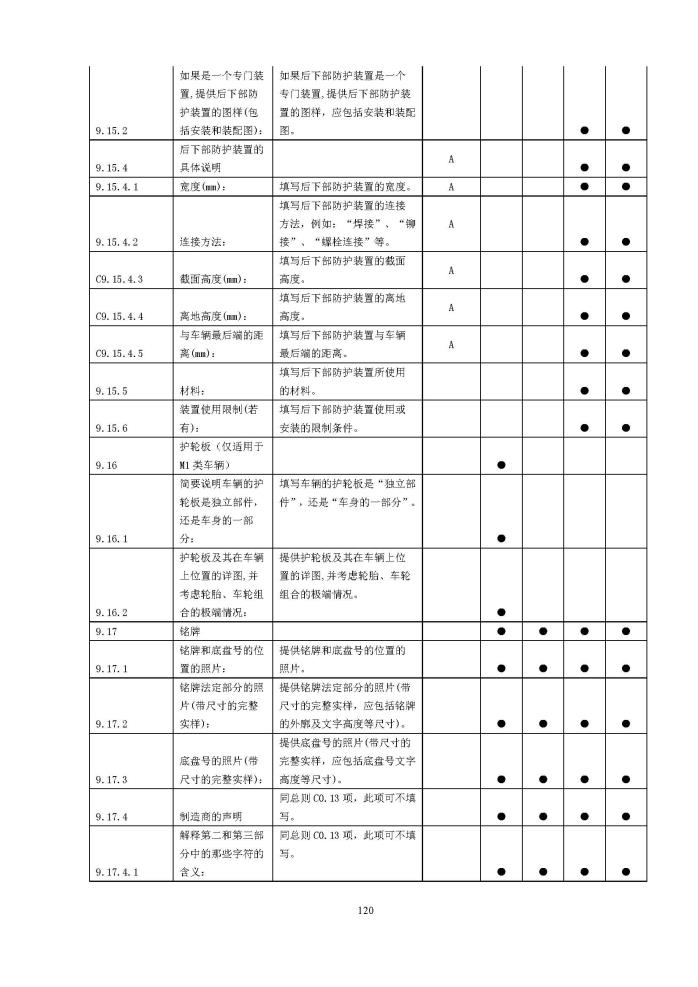 如果是一个专门装 如果后下部防护装置是一个
置,提供后下部防 专门装置,提供后下部防护装
护装置的图样(包 置的图样，应包括安装和装配
9.15.2 括安装和装配图)： 图。 ● ●
后下部防护装置的
A
9.15.4 具体说明 ● ●
9.15.4.1 宽度(mm)： 填写后下部防护装置的宽度。 A ● ●
填写后下部防护装置的连接
方法，例如：“焊接”、“铆 A
9.15.4.2 连接方法： 接”、“螺栓连接”等。 ● ●
填写后下部防护装置的截面
A
C9.15.4.3 截面高度(mm)： 高度。 ● ●
填写后下部防护装置的离地
A
C9.15.4.4 离地高度(mm)： 高度。 ● ●
与车辆最后端的距 填写后下部防护装置与车辆
A
C9.15.4.5 离(mm)： 最后端的距离。 ● ●
填写后下部防护装置所使用
9.15.5 材料： 的材料。 ● ●
装置使用限制(若 填写后下部防护装置使用或
9.15.6 有)： 安装的限制条件。 ● ●
护轮板（仅适用于
9.16 M1 类车辆） ●
简要说明车辆的护 填写车辆的护轮板是“独立部
轮板是独立部件， 件”，还是“车身的一部分”。
还是车身的一部
9.16.1 分： ●
护轮板及其在车辆 提供护轮板及其在车辆上位
上位置的详图,并 置的详图,并考虑轮胎、车轮
考虑轮胎、车轮组 组合的极端情况。
9.16.2 合的极端情况： ●
9.17 铭牌 ● ● ● ●
铭牌和底盘号的位 提供铭牌和底盘号的位置的
9.17.1 置的照片： 照片。 ● ● ● ●
铭牌法定部分的照 提供铭牌法定部分的照片(带
片(带尺寸的完整 尺寸的完整实样，应包括铭牌
9.17.2 实样)： 的外廓及文字高度等尺寸)。 ● ● ● ●
提供底盘号的照片(带尺寸的
底盘号的照片(带 完整实样，应包括底盘号文字
9.17.3 尺寸的完整实样)： 高度等尺寸)。 ● ● ● ●
同总则 C0.13 项，此项可不填
9.17.4 制造商的声明 写。 ● ● ● ●
解释第二和第三部 同总则 C0.13 项，此项可不填
分中的那些字符的 写。
9.17.4.1 含义： ● ● ● ●
120